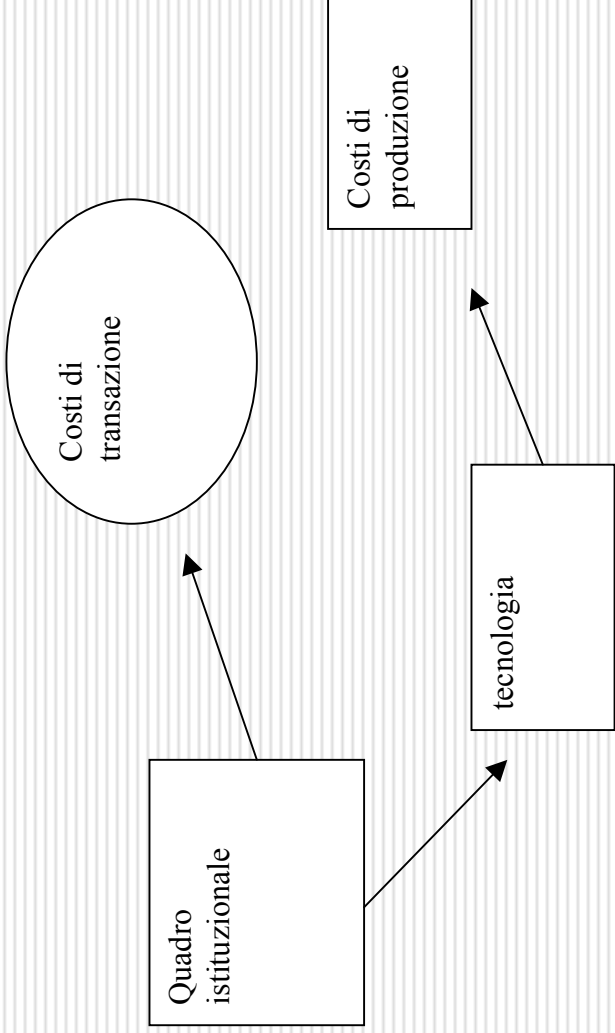 Quadro
istituzionale
Costi di
transazione
tecnologia
Costi di
produzione